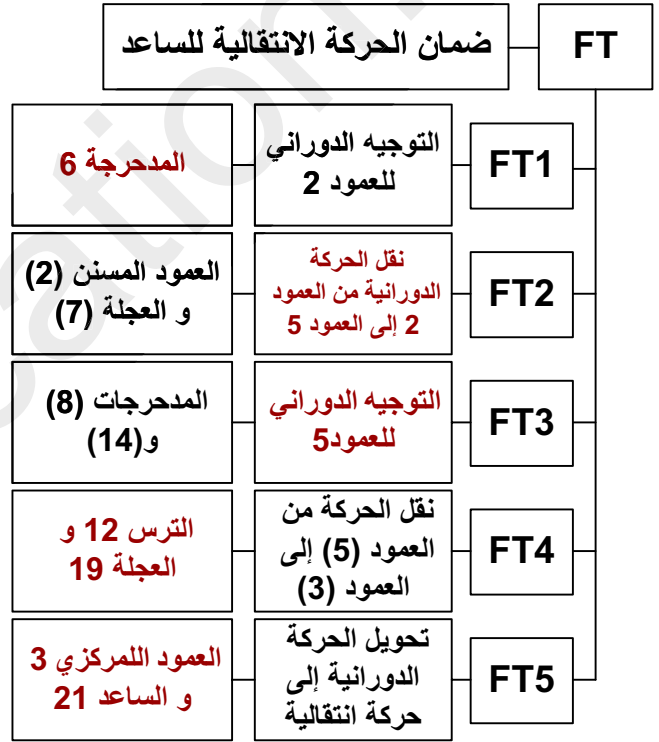 FT
ضمان الحركة الانتقالية للساعد
FT1
التوجيه الدوراني
للعمود 2
المدحرجة 6
FT2
نقل الحركة
الدورانية من العمود
2 إلى العمود 5
العمود المسنن (2)
و العجلة (7)
FT3
التوجيه الدوراني
للعمود5
المدحرجات (8)
و(14)
FT4
نقل الحركة من
العمود (5) إلى
العمود (3)
الترس 12 و
العجلة 19
FT5
تحويل الحركة
الدورانية إلى
حركة انتقالية
العمود اللمركزي 3
و الساعد 21